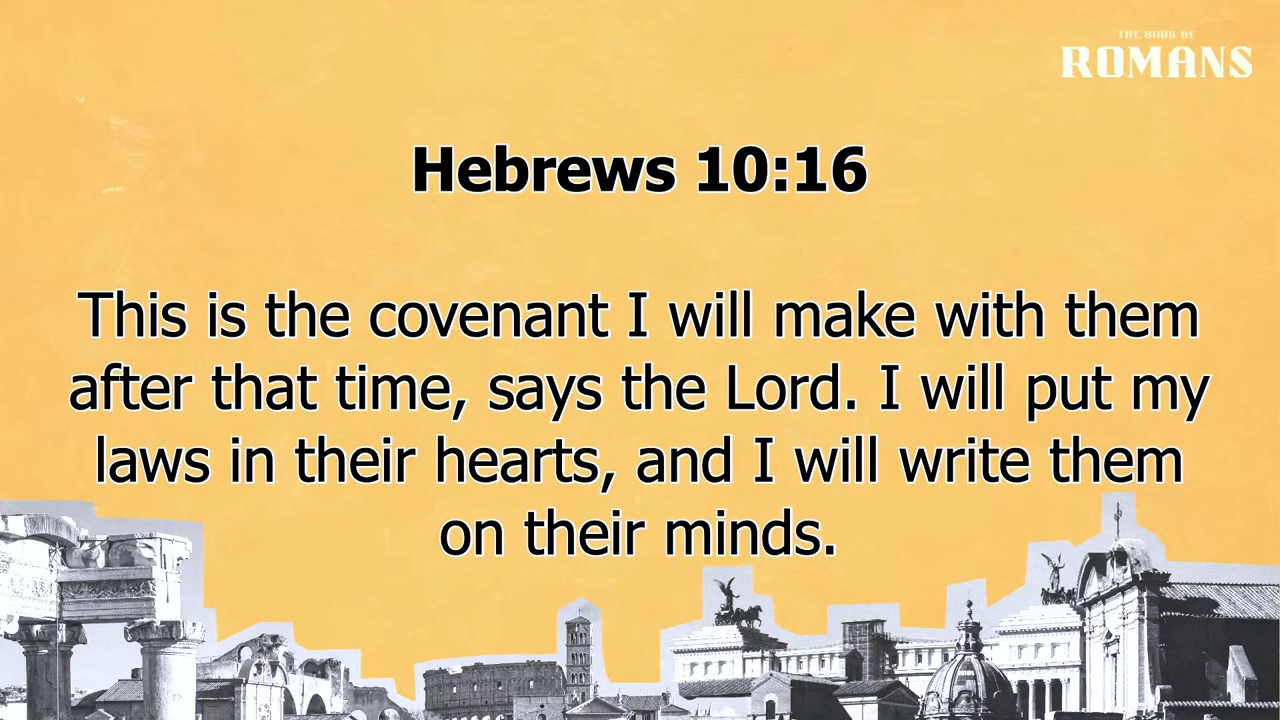 THE BOOK OF
ROMANS
Hebrews 10:16
This is the covenant I will make with them
after that time, says the Lord. I will put my
laws in their hearts, and I will write them
on their minds.